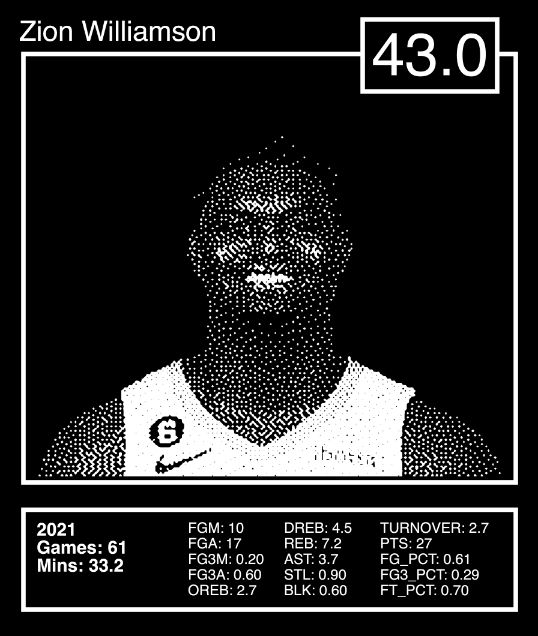 Zion Williamson
43.0
6
2021
Games: 61
Mins: 33.2
FGM: 10
FGA: 17
FG3M: 0.20
FG3A: 0.60
OREB: 2.7
DREB: 4.5
REB: 7.2
AST: 3.7
STL: 0.90
BLK: 0.60
TURNOVER: 2.7
PTS: 27
FG_PCT: 0.61
FG3_PCT: 0.29
FT_PCT: 0.70